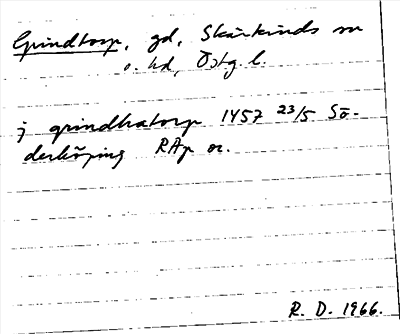 Grindtorp, gd, Skärkinds sn
o. hd, Östg. l.
j grindhatorp 1457 23/5 Sö-
derköping RAp or.
R. D. 1966.